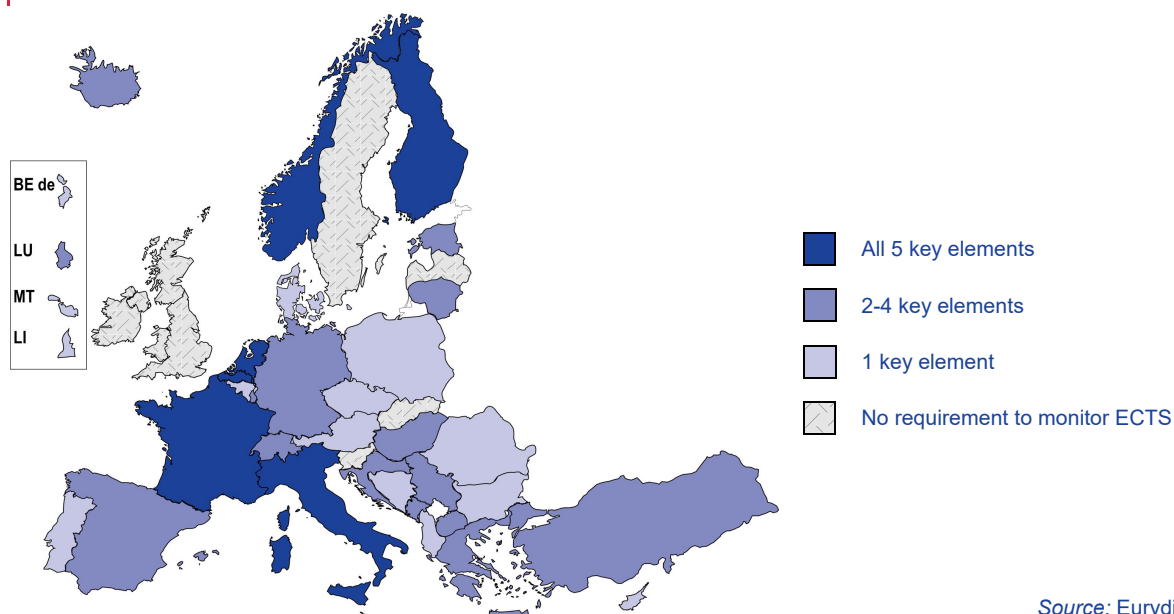 BE de
LU
MT
LI
All 5 key elements
2-4 key elements
1 key element
No requirement to monitor ECTS
Source: Eurydi